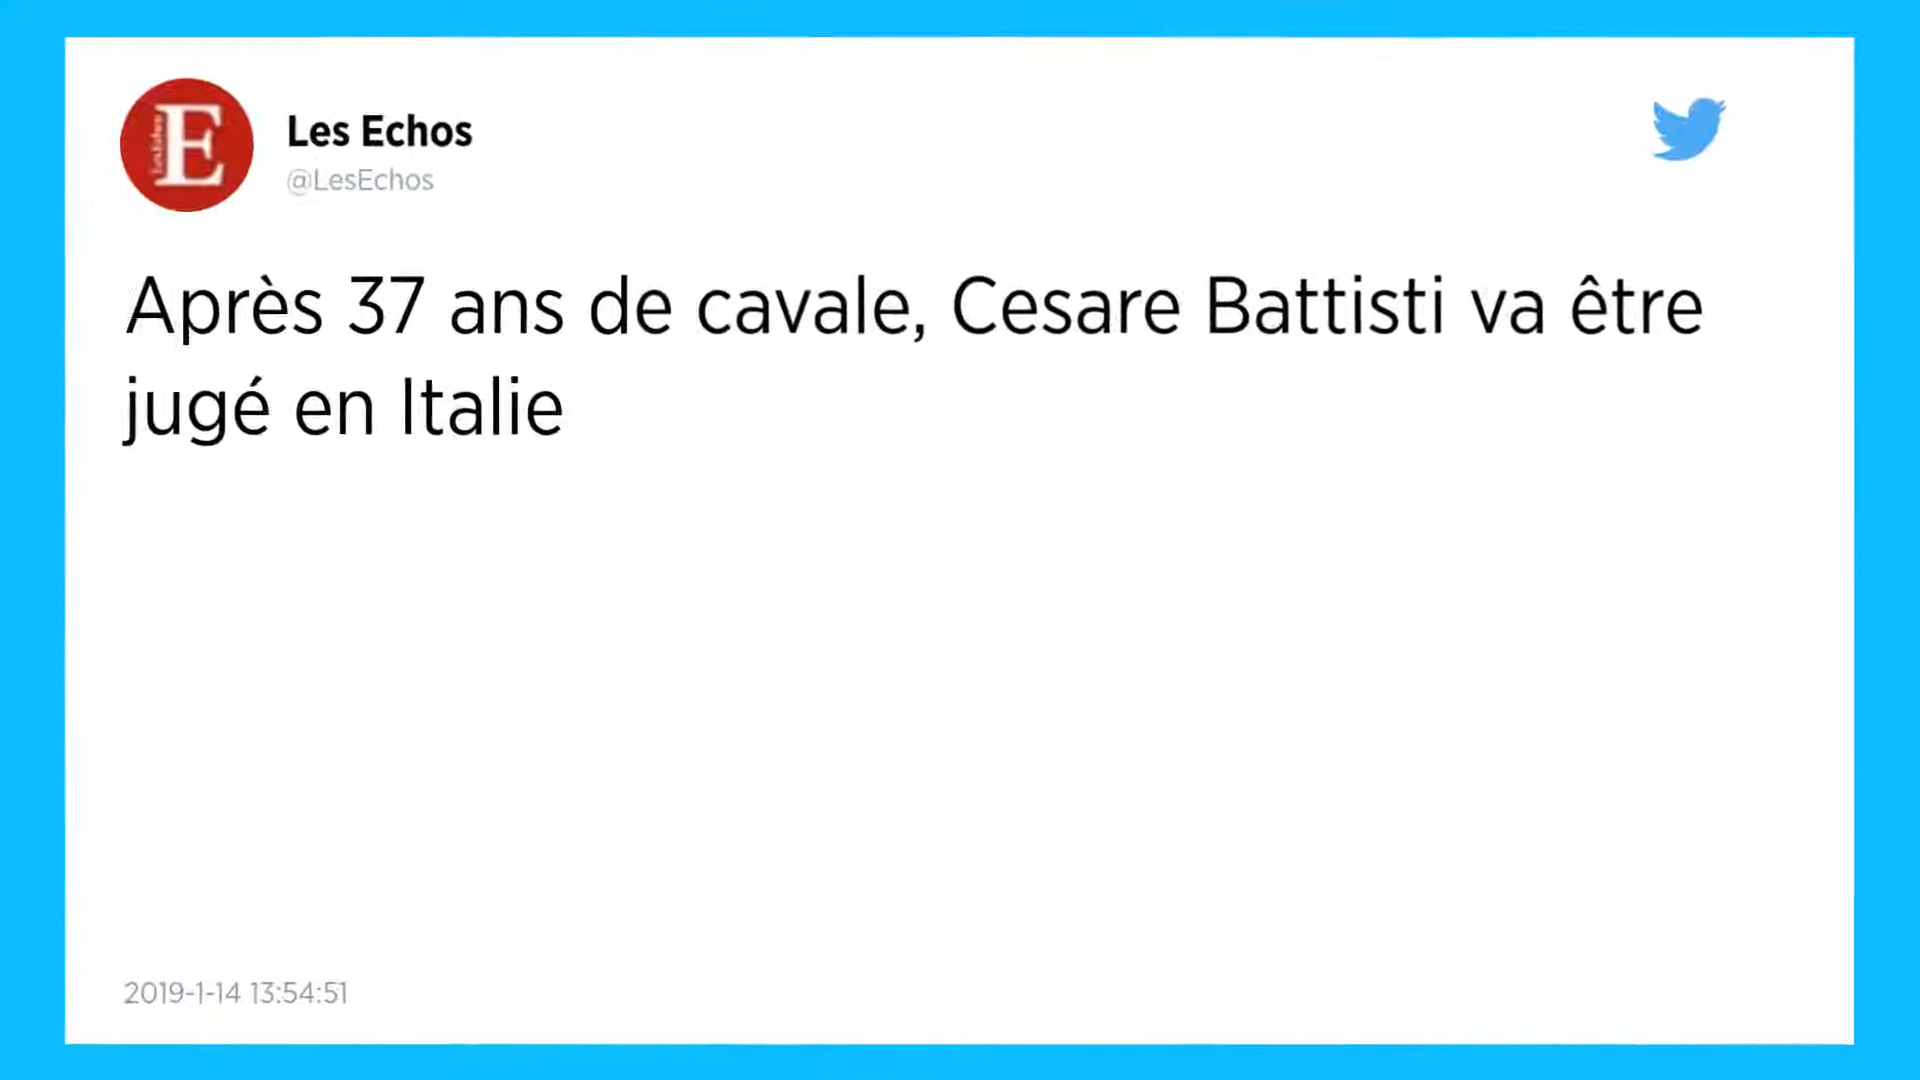 E
Les Echos
@LesEchos
Après 37 ans de cavale, Cesare Battisti va être
jugé en Italie
2019-1-14 13:54:51